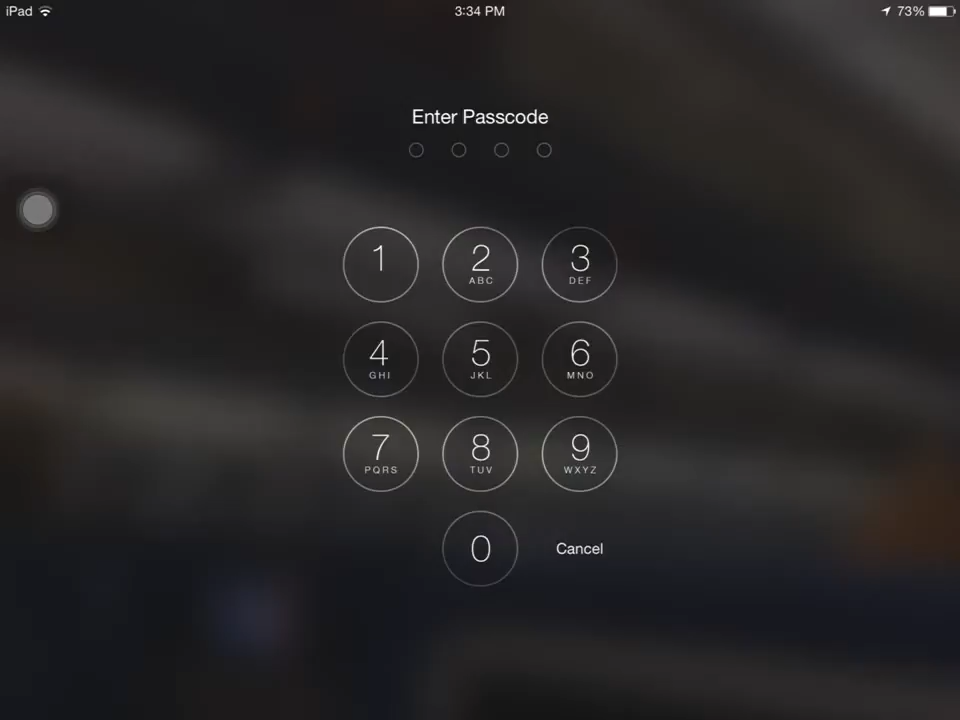 iPad 3:34 PM 73%
Enter Passcode
1 2 3
ABC DEF
4 5 6
GHI JKL MNO
7 8 9
PQRS TUV WXYZ
0 Cancel